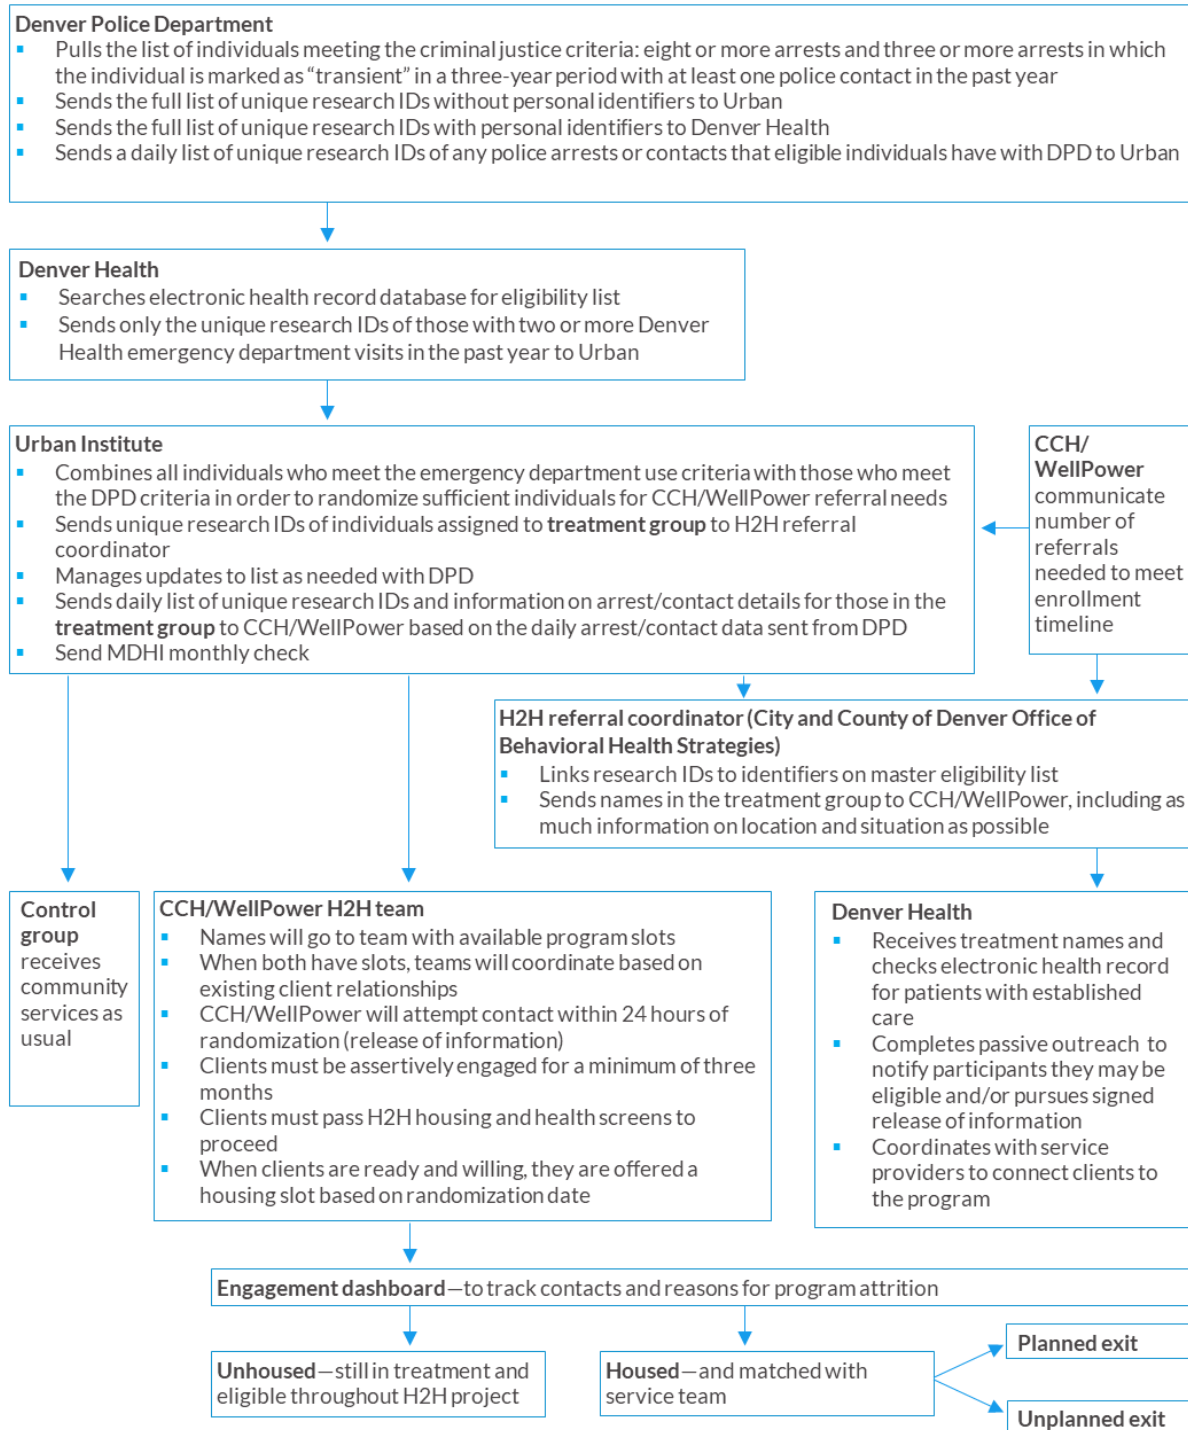 Denver Police Department
▪ Pulls the list of individuals meeting the criminal justice criteria: eight or more arrests and three or more arrests in which
the individual is marked as “transient” in a three-year period with at least one police contact in the past year
▪ Sends the full list of unique research IDs without personal identifiers to Urban
▪ Sends the full list of unique research IDs with personal identifiers to Denver Health
▪ Sends a daily list of unique research IDs of any police arrests or contacts that eligible individuals have with DPD to Urban
Denver Health
▪ Searches electronic health record database for eligibility list
▪ Sends only the unique research IDs of those with two or more Denver
Health emergency department visits in the past year to Urban
Urban Institute
▪ Combines all individuals who meet the emergency department use criteria with those who meet
the DPD criteria in order to randomize sufficient individuals for CCH/WellPower referral needs
▪ Sends unique research IDs of individuals assigned to treatment group to H2H referral
coordinator
▪ Manages updates to list as needed with DPD
▪ Sends daily list of unique research IDs and information on arrest/contact details for those in the
treatment group to CCH/WellPower based on the daily arrest/contact data sent from DPD
▪ Send MDHI monthly check
CCH/
WellPower
communicate
number of
referrals
needed to meet
enrollment
timeline
H2H referral coordinator (City and County of Denver Office of
Behavioral Health Strategies)
▪ Links research IDs to identifiers on master eligibility list
▪ Sends names in the treatment group to CCH/WellPower, including as
much information on location and situation as possible
Control
group
receives
community
services as
usual
CCH/WellPower H2H team
▪ Names will go to team with available program slots
▪ When both have slots, teams will coordinate based on
existing client relationships
▪ CCH/WellPower will attempt contact within 24 hours of
randomization (release of information)
▪ Clients must be assertively engaged for a minimum of three
months
▪ Clients must pass H2H housing and health screens to
proceed
▪ When clients are ready and willing, they are offered a
housing slot based on randomization date
Denver Health
▪ Receives treatment names and
checks electronic health record
for patients with established
care
▪ Completes passive outreach to
notify participants they may be
eligible and/or pursues signed
release of information
▪ Coordinates with service
providers to connect clients to
the program
Engagement dashboard—to track contacts and reasons for program attrition
Unhoused—still in treatment and
eligible throughout H2H project
Housed—and matched with
service team
Planned exit
Unplanned exit